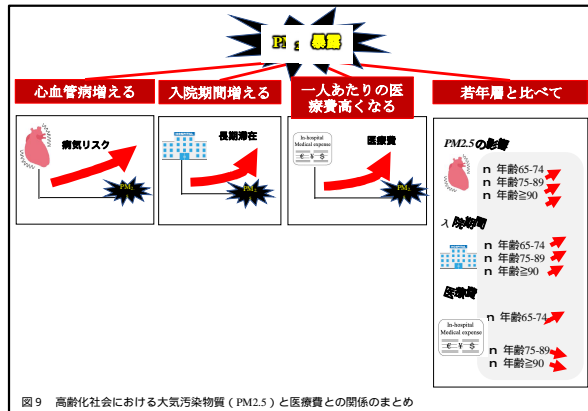 PM2.5 暴露
心血管病増える
入院期間増える
一人あたりの医
療費高くなる
若年層と比べて
病気リスク
PM2.
長期滞在
PM2.
In-hospital
Medical expense
€ ¥ $
医療費
PM2.
PM2.5の影響
n 年齢65-74
n 年齢75-89
n 年齢≧90
入院期間
n 年齢65-74
n 年齢75-89
n 年齢≧90
医療費
In-hospital
Medical expense
€ ¥ $
n 年齢65-74
n 年齢75-89
n 年齢≧90
図9 高齢化社会における大気汚染物質(PM2.5)と医療費との関係のまとめ